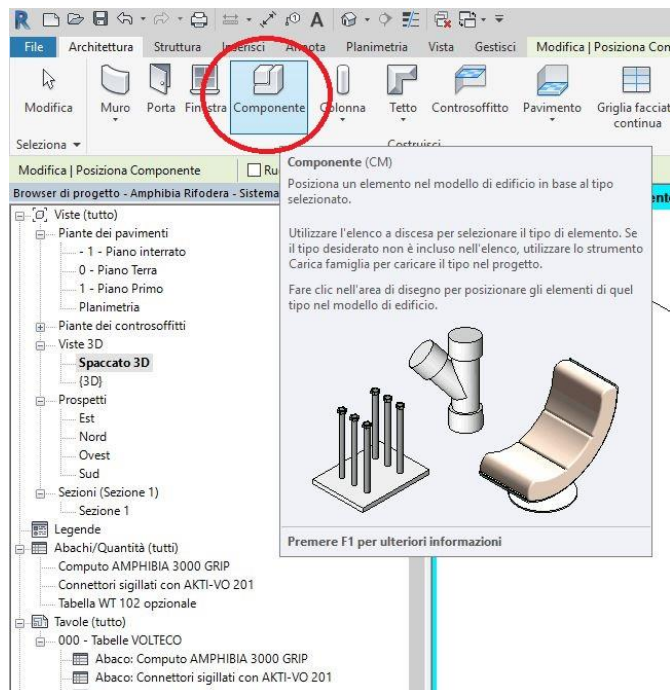 File Architettura Struttura Inserisci Annota Planimetria Vista Gestisci Modifica | Posiziona Con
Modifica Muro Porta Finestra Componente Colonna Tetto Controsoffitto Pavimento Griglia facciat
continua
Seleziona Costruisci
Modifica | Posiziona Componente Ru
Browser di progetto - Amphibia Rifodera - Sistema
Componente (CM)
Posiziona un elemento nel modello di edificio in base al tipo
selezionato.
Utilizzare l'elenco a discesa per selezionare il tipo di elemento. Se
il tipo desiderato non è incluso nell'elenco, utilizzare lo strumento
Carica famiglia per caricare il tipo nel progetto.
Fare clic nell'area di disegno per posizionare gli elementi di quel
tipo nel modello di edificio.
Premere F1 per ulteriori informazioni
Viste (tutto)
Piante dei pavimenti
- 1 - Piano interrato
0 - Piano Terra
1 - Piano Primo
Planimetria
Piante dei controsoffitti
Viste 3D
Spaccato 3D
{3D}
Prospetti
Est
Nord
Ovest
Sud
Sezioni (Sezione 1)
Sezione 1
Legende
Abachi/Quantità (tutti)
Computo AMPHIBIA 3000 GRIP
Connettori sigillati con AKTI-VO 201
Tabella WT 102 opzionale
Tavole (tutto)
000 - Tabelle VOLTECO
Abaco: Computo AMPHIBIA 3000 GRIP
Abaco: Connettori sigillati con AKTI-VO 201